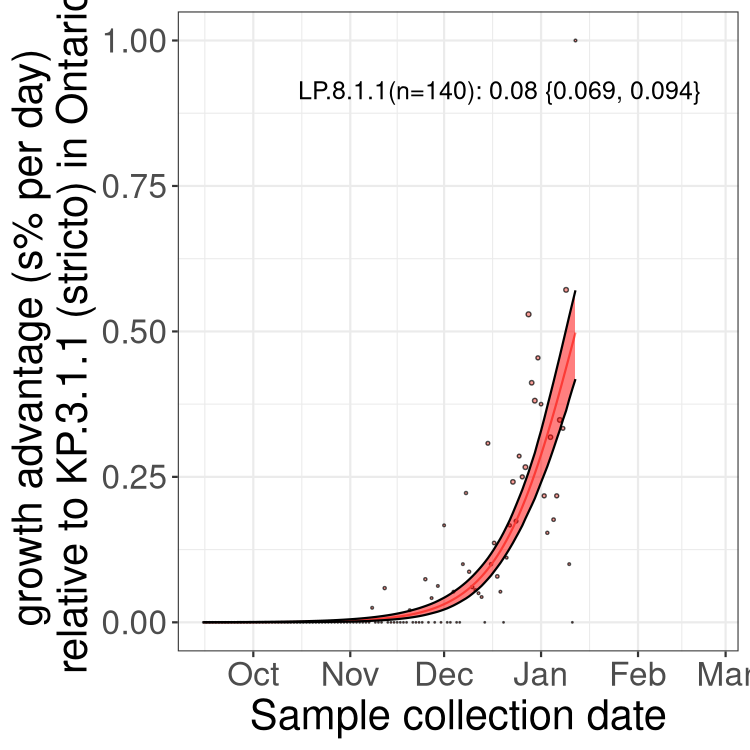 growth advantage (s% per day)
relative to KP.3.1.1 (stricto) in Ontario
1.00
0.75
0.50
0.25
0.00
LP.8.1.1(n=140): 0.08 {0.069, 0.094}
Oct Nov Dec Jan Feb Mar
Sample collection date